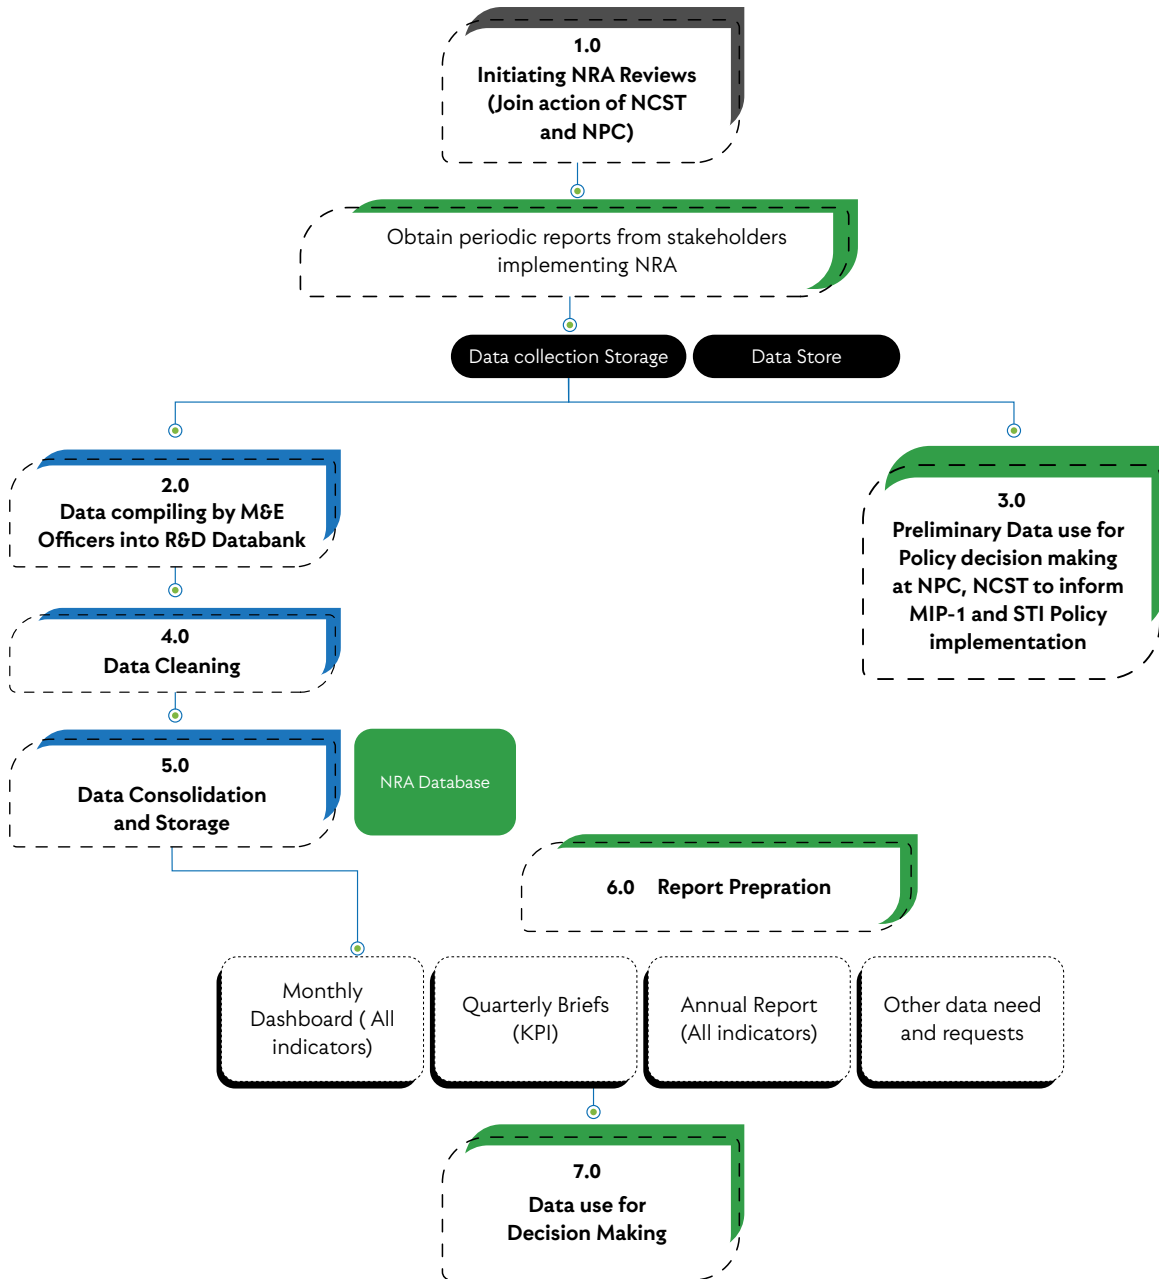 1.0
Initiating NRA Reviews
(Join action of NCST
and NPC)
Obtain periodic reports from stakeholders
implementing NRA
Data collection Storage
Data Store
2.0
Data compiling by M&E
Officers into R&D Databank
3.0
Preliminary Data use for
Policy decision making
at NPC, NCST to inform
MIP-1 and STI Policy
implementation
4.0
Data Cleaning
5.0
Data Consolidation
and Storage
NRA Database
6.0 Report Prepration
Monthly
Dashboard ( All
indicators)
Quarterly Briefs
(KPI)
Annual Report
(All indicators)
Other data need
and requests
7.0
Data use for
Decision Making